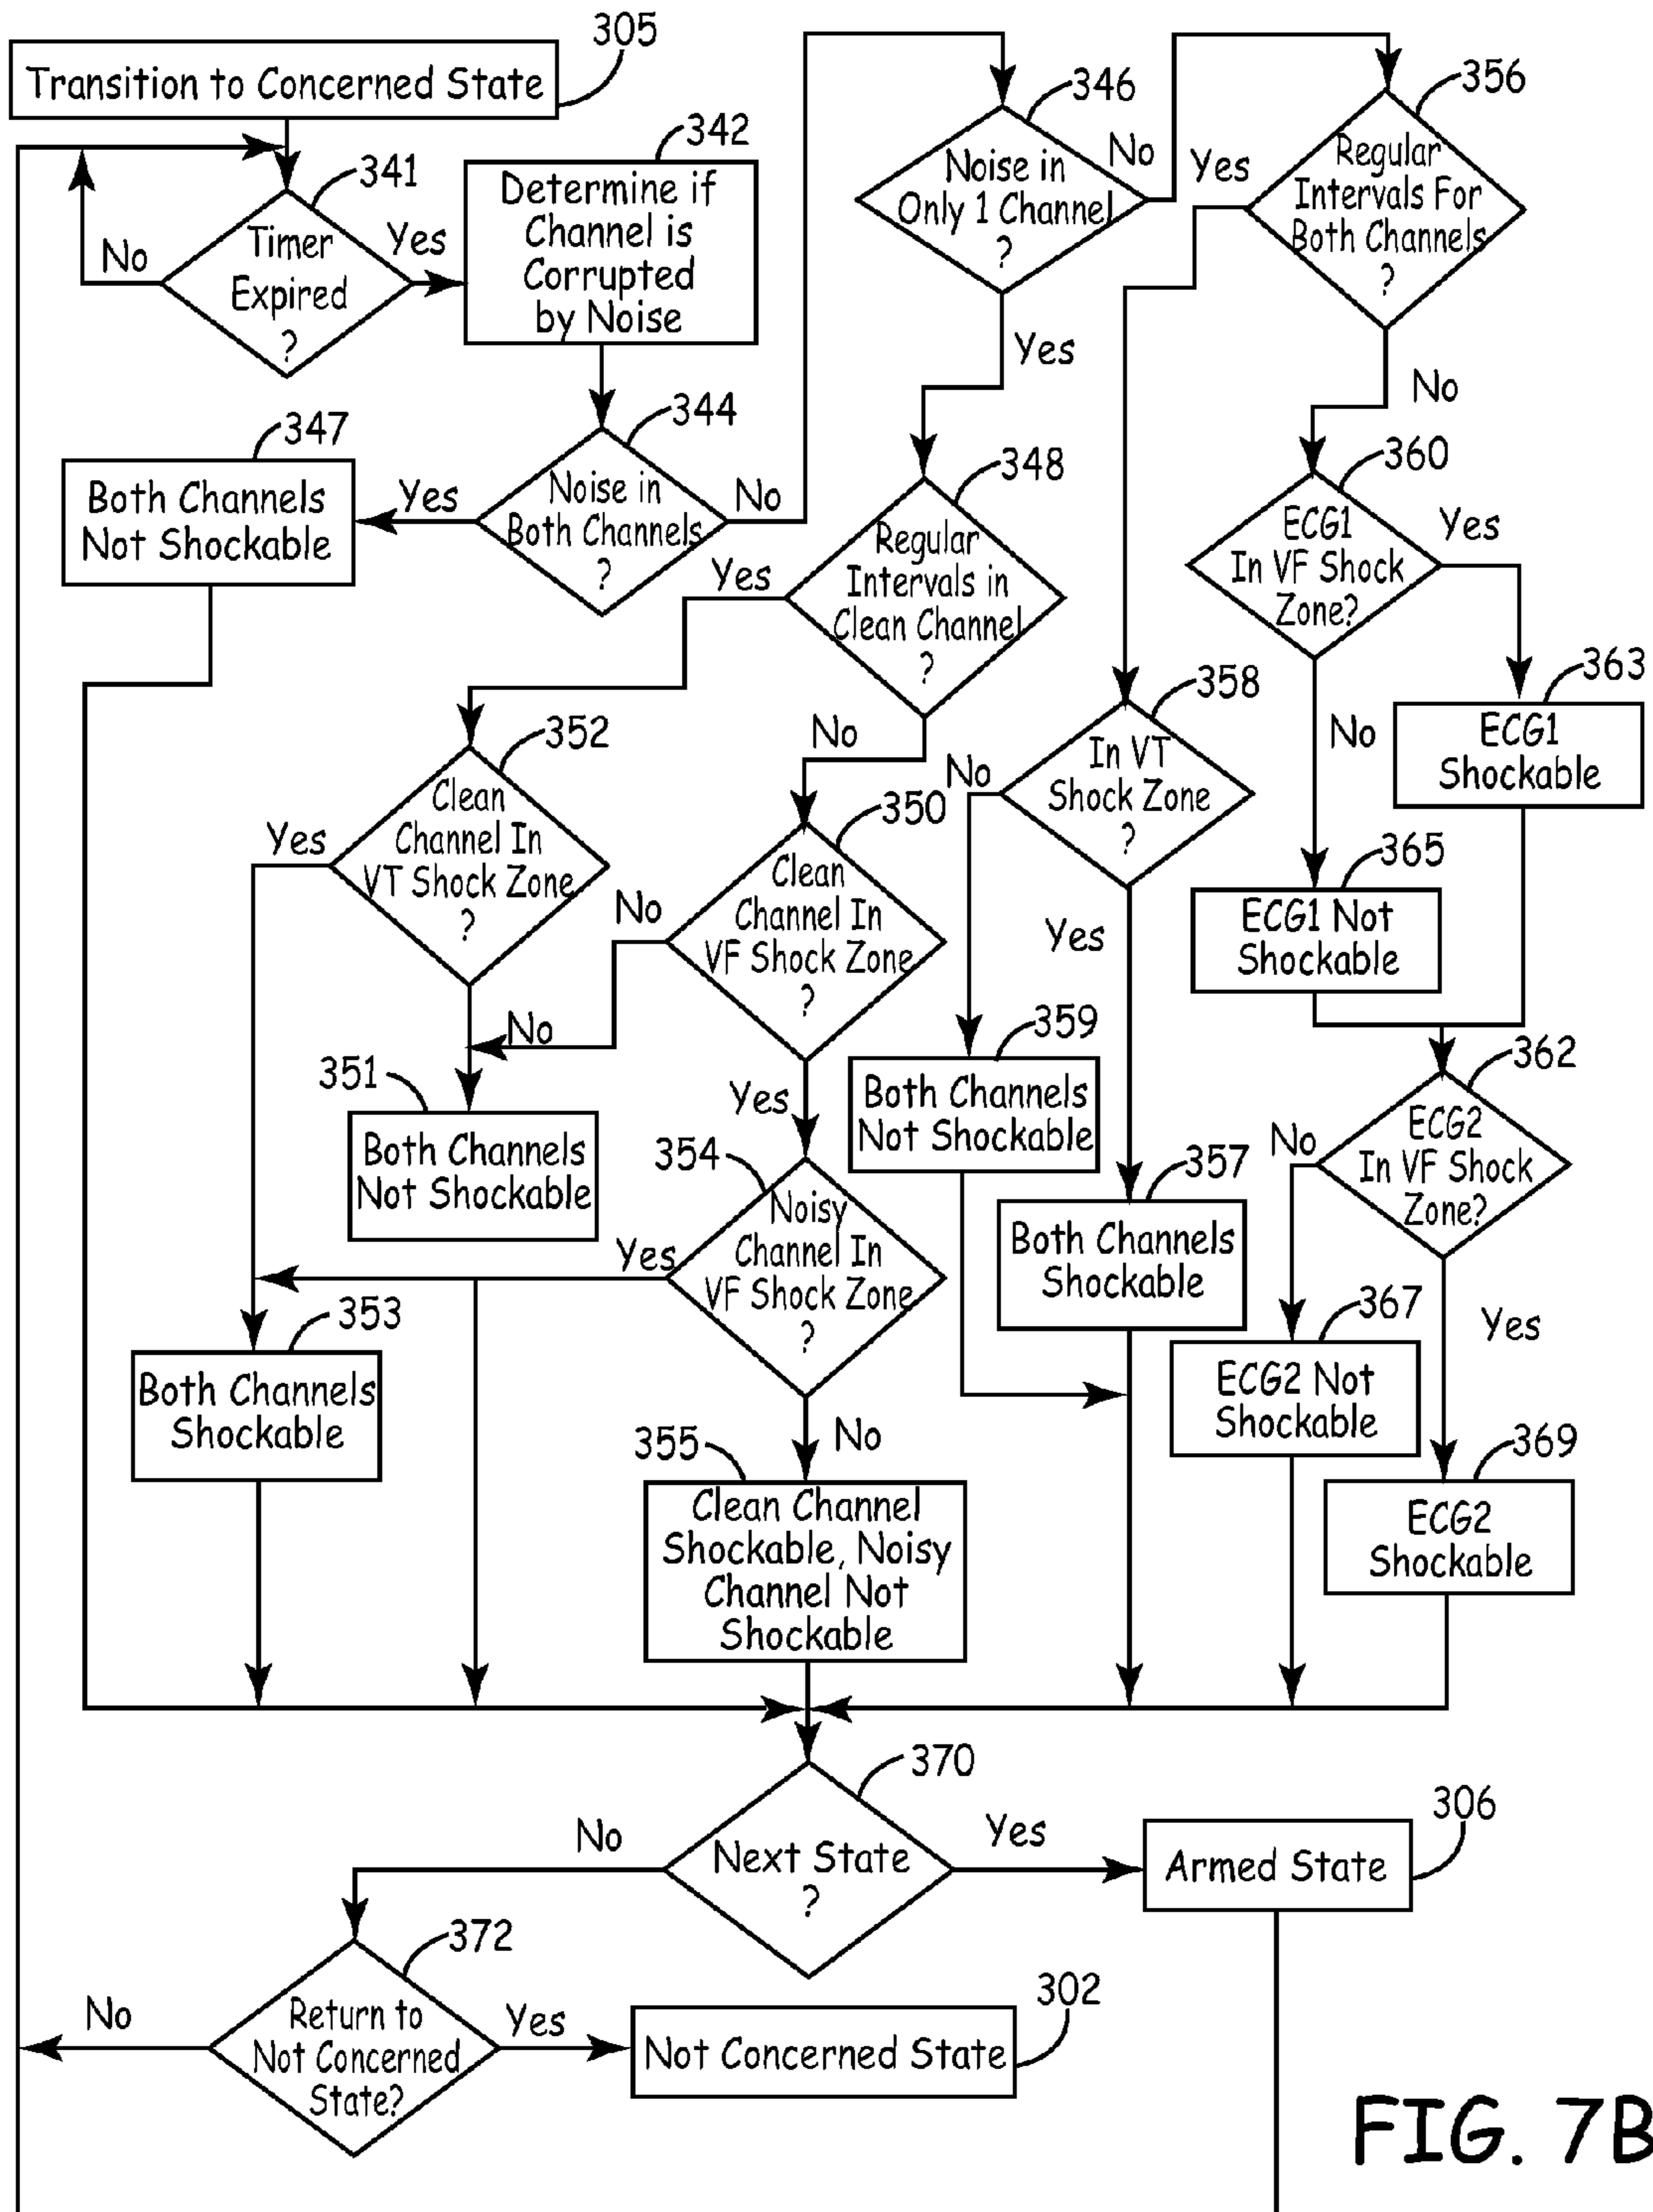 305
Transition to Concerned State
341
Timer
Expired
?
No
Yes
342
Determine if
Channel is
Corrupted
by Noise
344
Noise in
Both Channels
?
Yes
No
347
Both Channels
Not Shockable
346
Noise in
Only 1 Channel
?
No
Yes
356
Regular
Intervals For
Both Channels
?
Yes
No
348
Regular
Intervals in
Clean Channel
?
Yes
No
360
ECG1
In VF Shock
Zone?
Yes
No
363
ECG1
Shockable
365
ECG1 Not
Shockable
352
Clean
Channel In
VT Shock Zone
?
Yes
No
350
Clean
Channel In
VF Shock Zone
?
No
Yes
358
In VT
Shock Zone
?
No
Yes
351
Both Channels
Not Shockable
359
Both Channels
Not Shockable
362
ECG2
In VF Shock
Zone?
No
Yes
354
Noisy
Channel In
VF Shock Zone
?
Yes
No
357
Both Channels
Shockable
353
Both Channels
Shockable
367
ECG2 Not
Shockable
369
ECG2
Shockable
355
Clean Channel
Shockable, Noisy
Channel Not
Shockable
370
Next State
?
No
Yes
306
Armed State
372
Return to
Not Concerned
State?
No
Yes
302
Not Concerned State
FIG. 7B